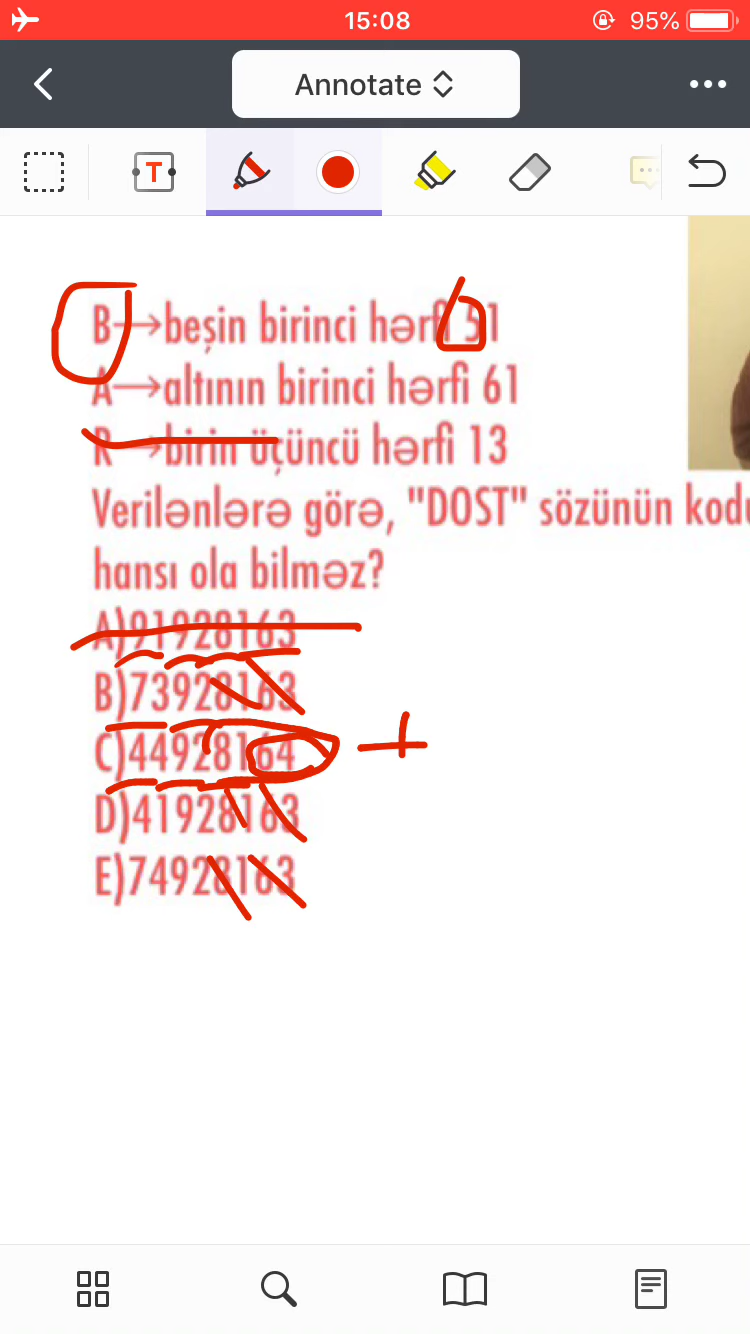 15:08
95%
Annotate
T
B→beşin birinci hərfi 51
A→altının birinci hərfi 61
R→birin üçüncü hərfi 13
Verilənlərə görə, "DOST" sözünün kodu
hansı ola bilməz?
A)91928163
B)73928163
C)44928164
D)41928163
E)74928163